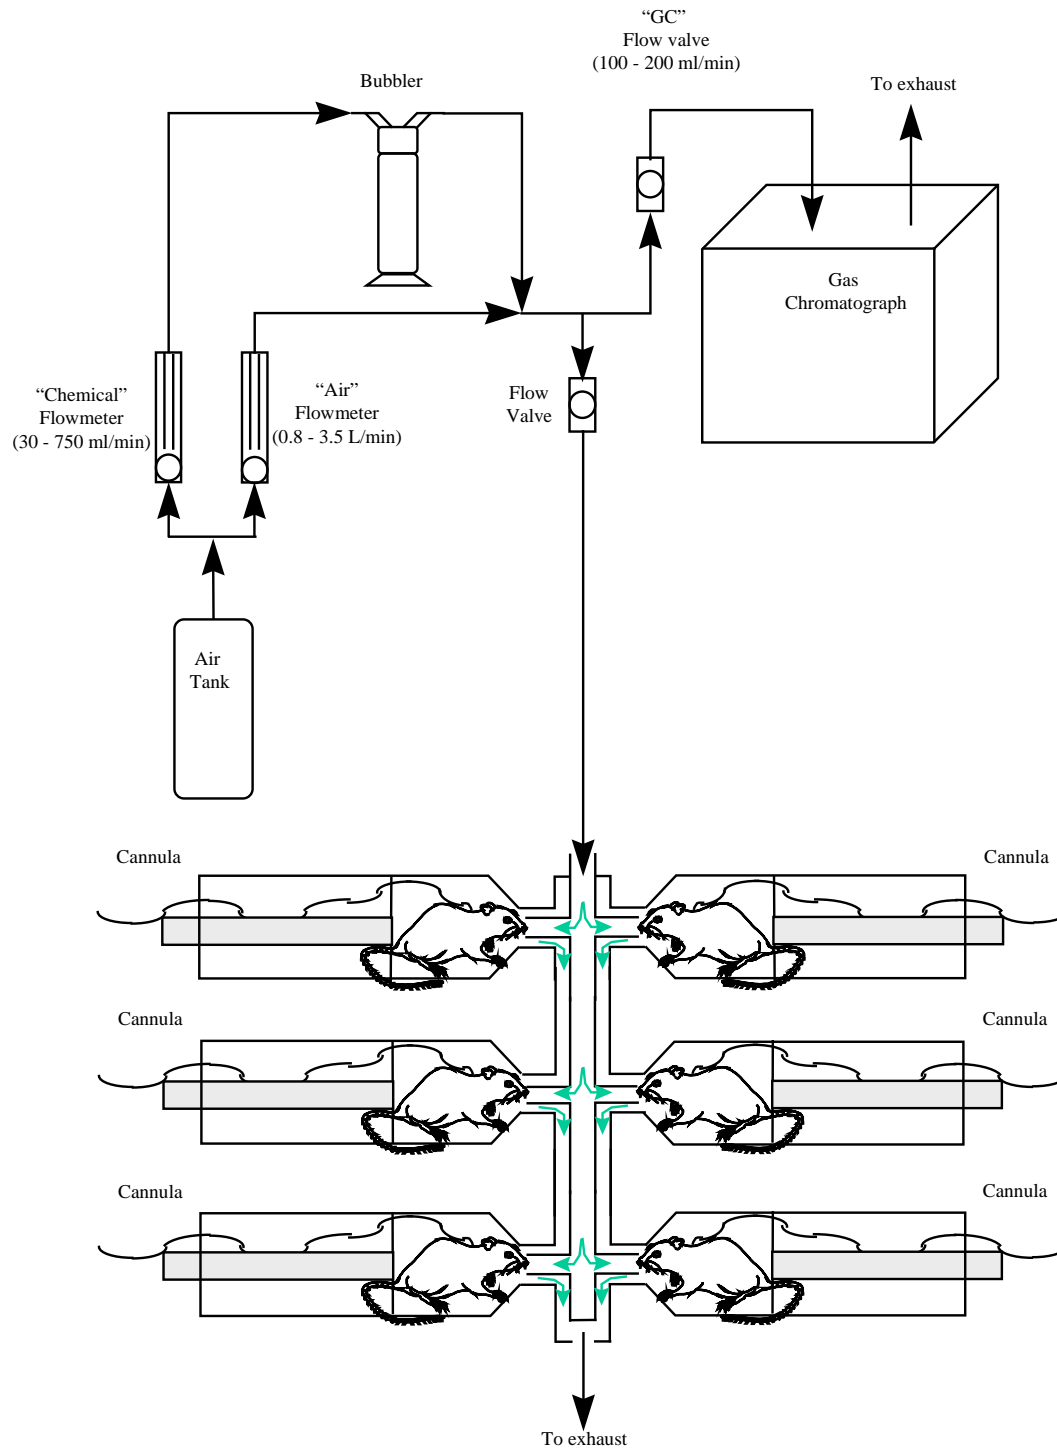 “GC”
Flow valve
(100 - 200 ml/min)
Bubbler
To exhaust
Gas
Chromatograph
“Chemical”
Flowmeter
(30 - 750 ml/min)
“Air”
Flowmeter
(0.8 - 3.5 L/min)
Flow
Valve
Air
Tank
Cannula
Cannula
Cannula
Cannula
Cannula
Cannula
To exhaust